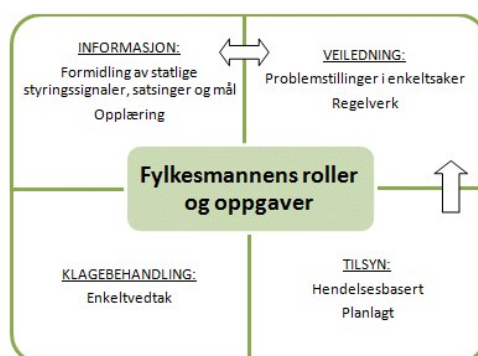 INFORMASJON:
Formidling av statlige
styringssignaler, satsinger og mål
Opplæring
VEILEDNING:
Problemstillinger i enkeltsaker
Regelverk
Fylkesmannens roller
og oppgaver
KLAGEBEHANDLING:
Enkeltvedtak
TILSYN:
Hendelsesbasert
Planlagt